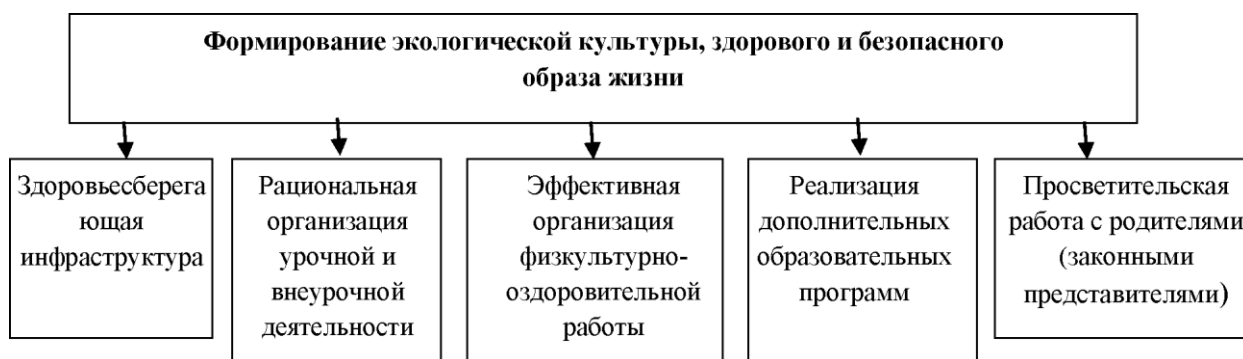 Формирование экологической культуры, здорового и безопасного
образа жизни
Здоровьесберега
ющая
инфраструктура
Рациональная
организация
урочной и
внеурочной
деятельности
Эффективная
организация
физкультурно-
оздоровительной
работы
Реализация
дополнительных
образовательных
программ
Просветительская
работа с родителями
(законными
представителями)